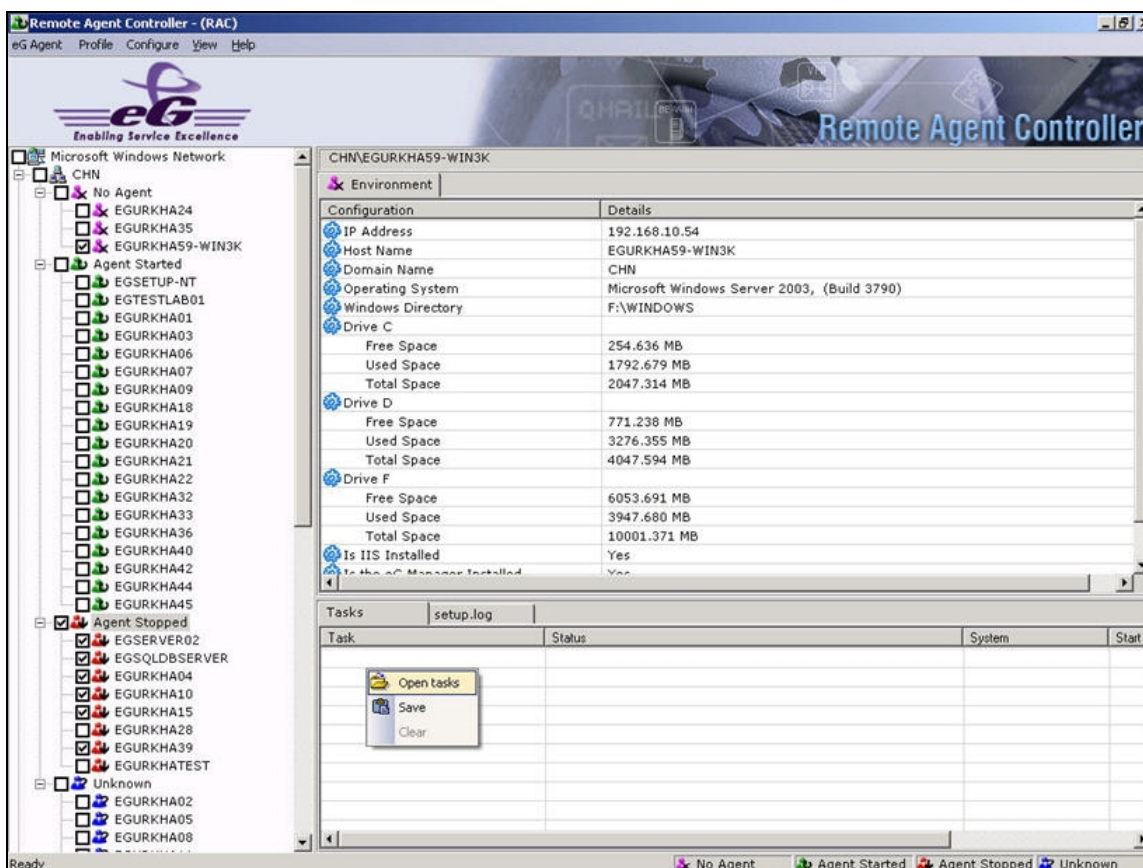 Remote Agent Controller - (RAC)
eG Agent Profile Configure View Help
eG
Enabling Service Excellence
QMAIL
Remote Agent Controller
Microsoft Windows Network
CHN
No Agent
EGURKHA24
EGURKHA35
EGURKHA59-WIN3K
Agent Started
EGSETUP-NT
EGTESTLAB01
EGURKHA01
EGURKHA03
EGURKHA06
EGURKHA07
EGURKHA09
EGURKHA18
EGURKHA19
EGURKHA20
EGURKHA21
EGURKHA22
EGURKHA32
EGURKHA33
EGURKHA36
EGURKHA40
EGURKHA42
EGURKHA44
EGURKHA45
Agent Stopped
EGSERVER02
EGSQLDBSERVER
EGURKHA04
EGURKHA10
EGURKHA15
EGURKHA28
EGURKHA39
EGURKHATEST
Unknown
EGURKHA02
EGURKHA05
EGURKHA08
CHN\EGURKHA59-WIN3K
Environment
Configuration Details
IP Address 192.168.10.54
Host Name EGURKHA59-WIN3K
Domain Name CHN
Operating System Microsoft Windows Server 2003, (Build 3790)
Windows Directory F:\WINDOWS
Drive C
Free Space 254.636 MB
Used Space 1792.679 MB
Total Space 2047.314 MB
Drive D
Free Space 771.238 MB
Used Space 3276.355 MB
Total Space 4047.594 MB
Drive F
Free Space 6053.691 MB
Used Space 3947.680 MB
Total Space 10001.371 MB
Is IIS Installed Yes
Is the eG Manager Installed Yes
Tasks setup.log
Task Status System Start
Open tasks
Save
Clear
Ready No Agent Agent Started Agent Stopped Unknown